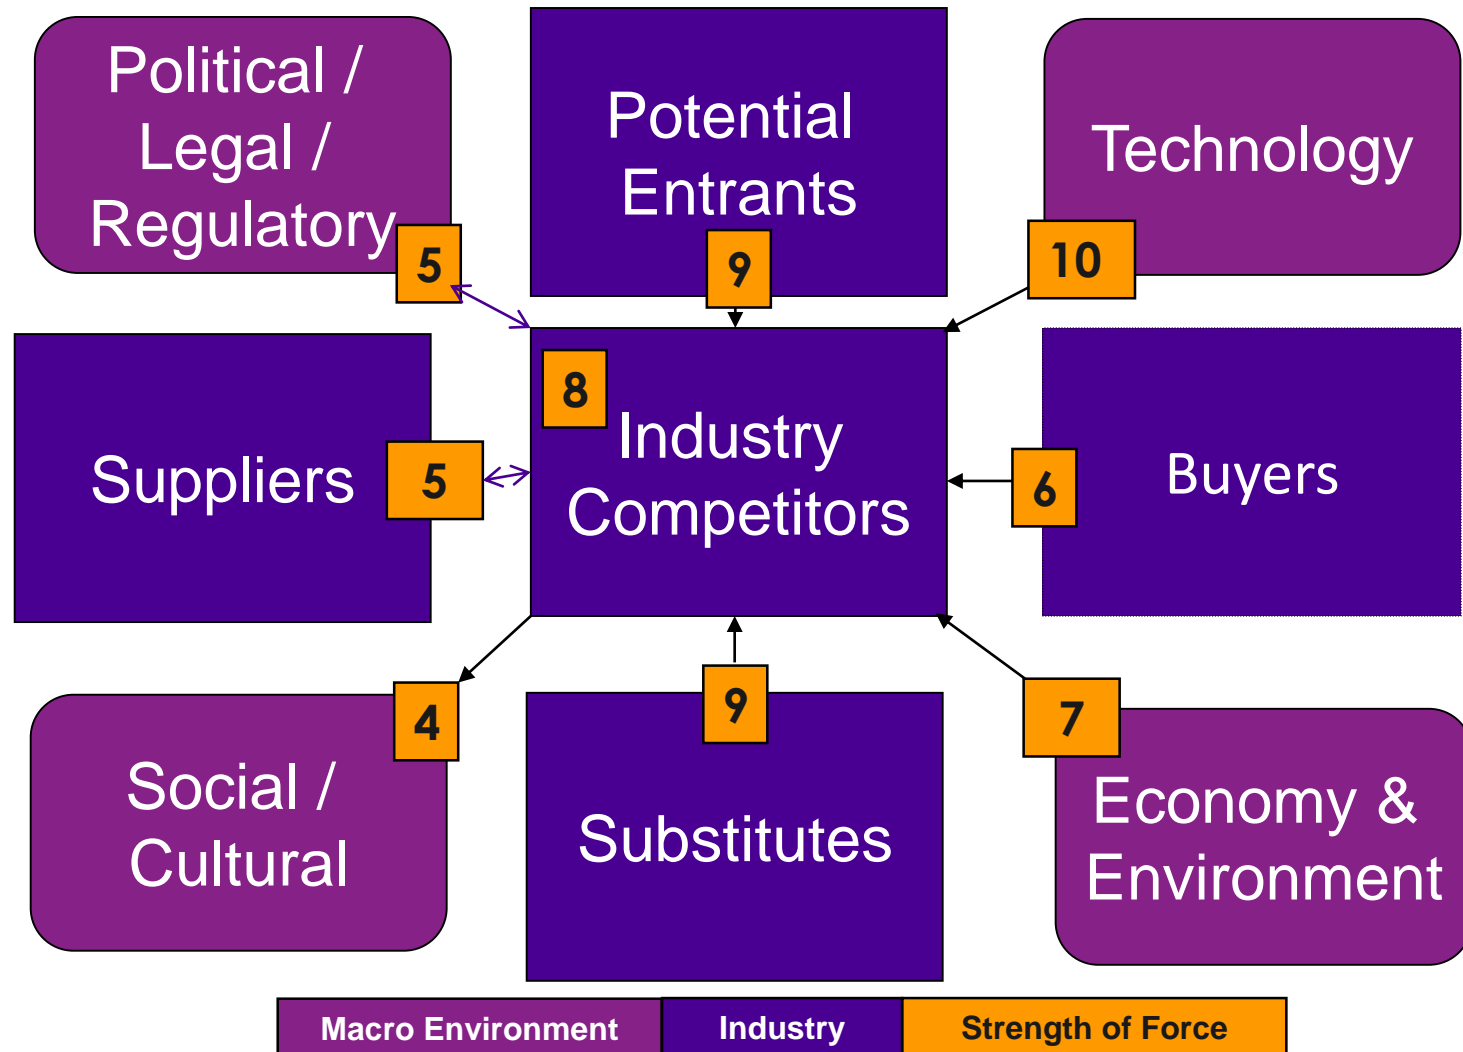 Political /
Legal /
Regulatory
5
Potential
Entrants
9
Technology
10
Suppliers
5
8
Industry
Competitors
6
Buyers
4
Social /
Cultural
9
Substitutes
7
Economy &
Environment
Macro Environment
Industry
Strength of Force